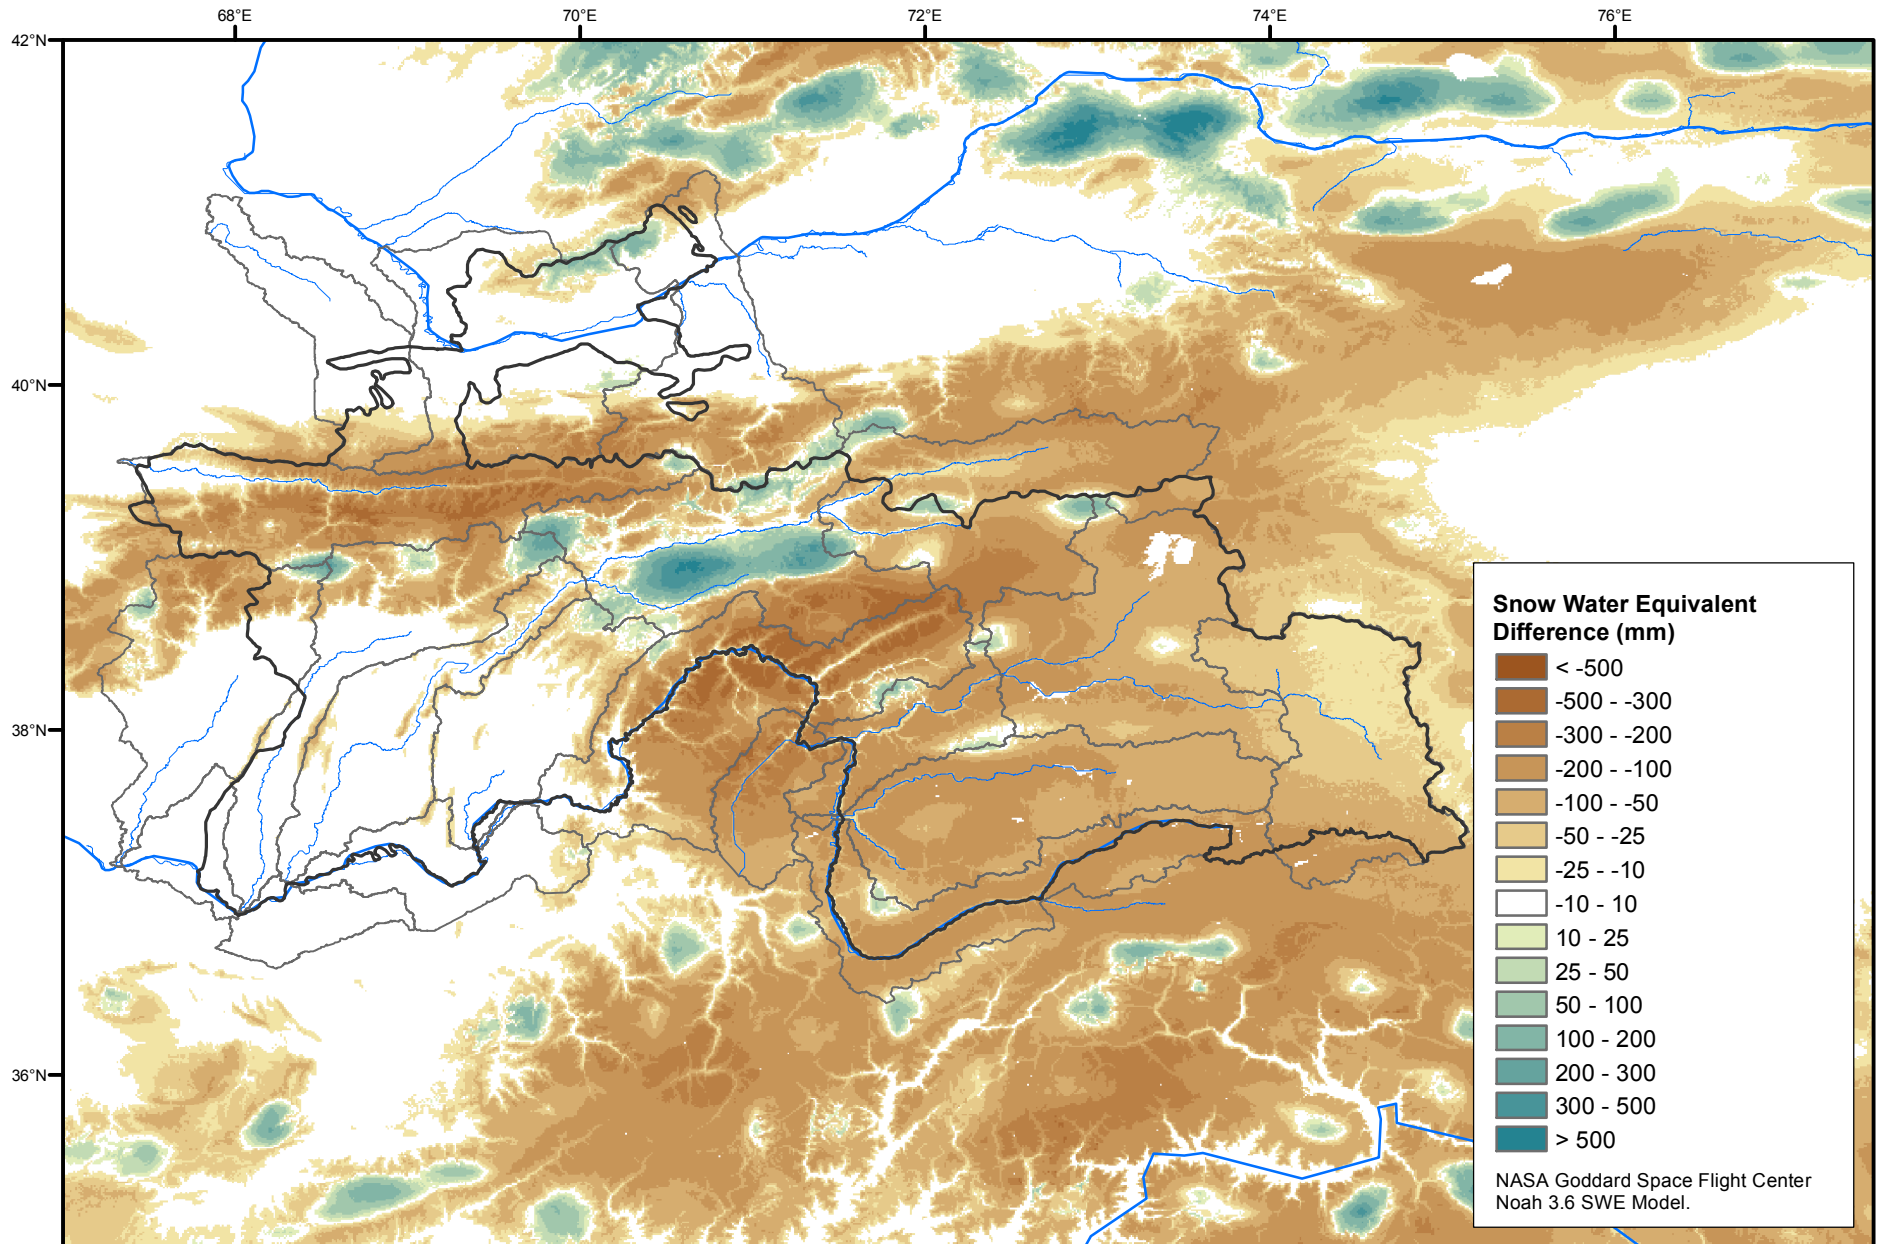 68°E
70°E
72°E
74°E
76°E
42°N
40°N
38°N
36°N
Snow Water Equivalent
Difference (mm)
< -500
-500 - -300
-300 - -200
-200 - -100
-100 - -50
-50 - -25
-25 - -10
-10 - 10
10 - 25
25 - 50
50 - 100
100 - 200
200 - 300
300 - 500
> 500
NASA Goddard Space Flight Center
Noah 3.6 SWE Model.